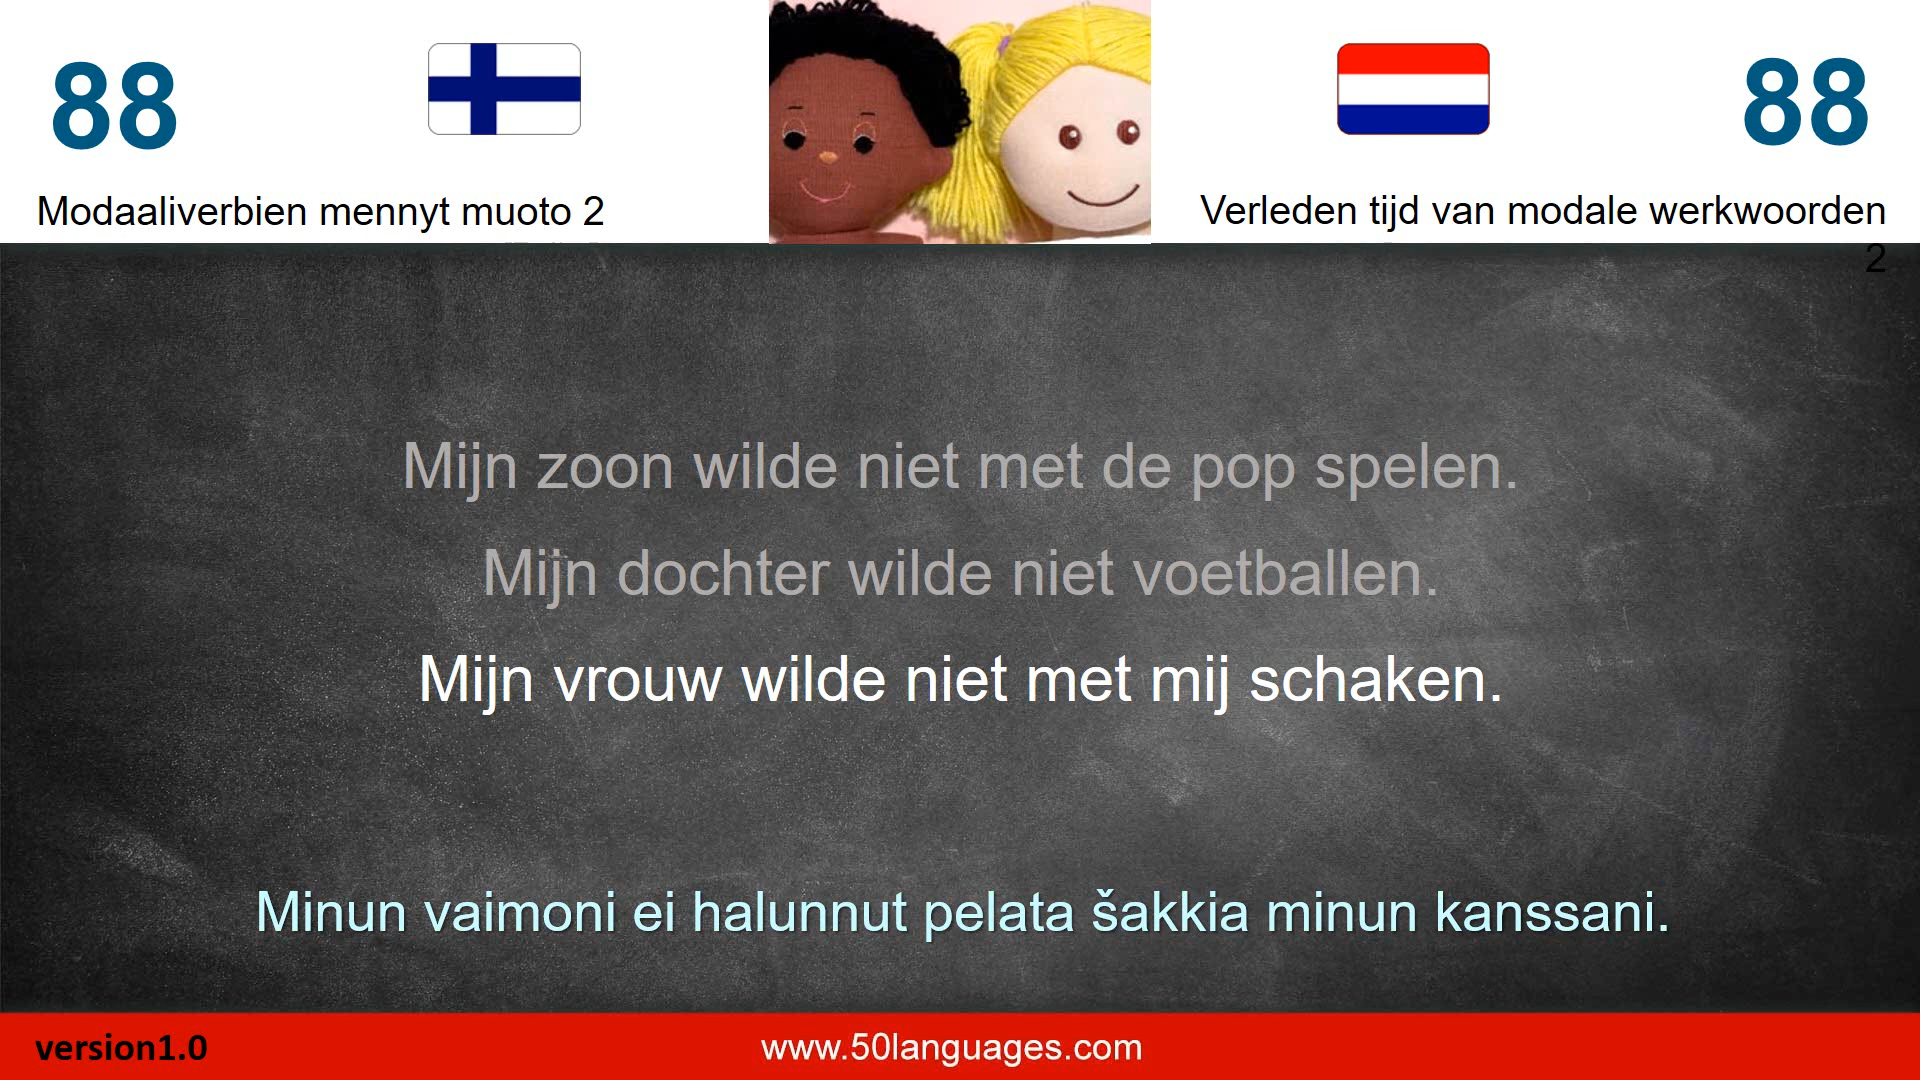 88
88
Modaaliverbien mennyt muoto 2
Verleden tijd van modale werkwoorden
2
Mijn zoon wilde niet met de pop spelen.
Mijn dochter wilde niet voetballen.
Mijn vrouw wilde niet met mij schaken.
Minun vaimoni ei halunnut pelata šakkia minun kanssani.
version1.0
www.50languages.com